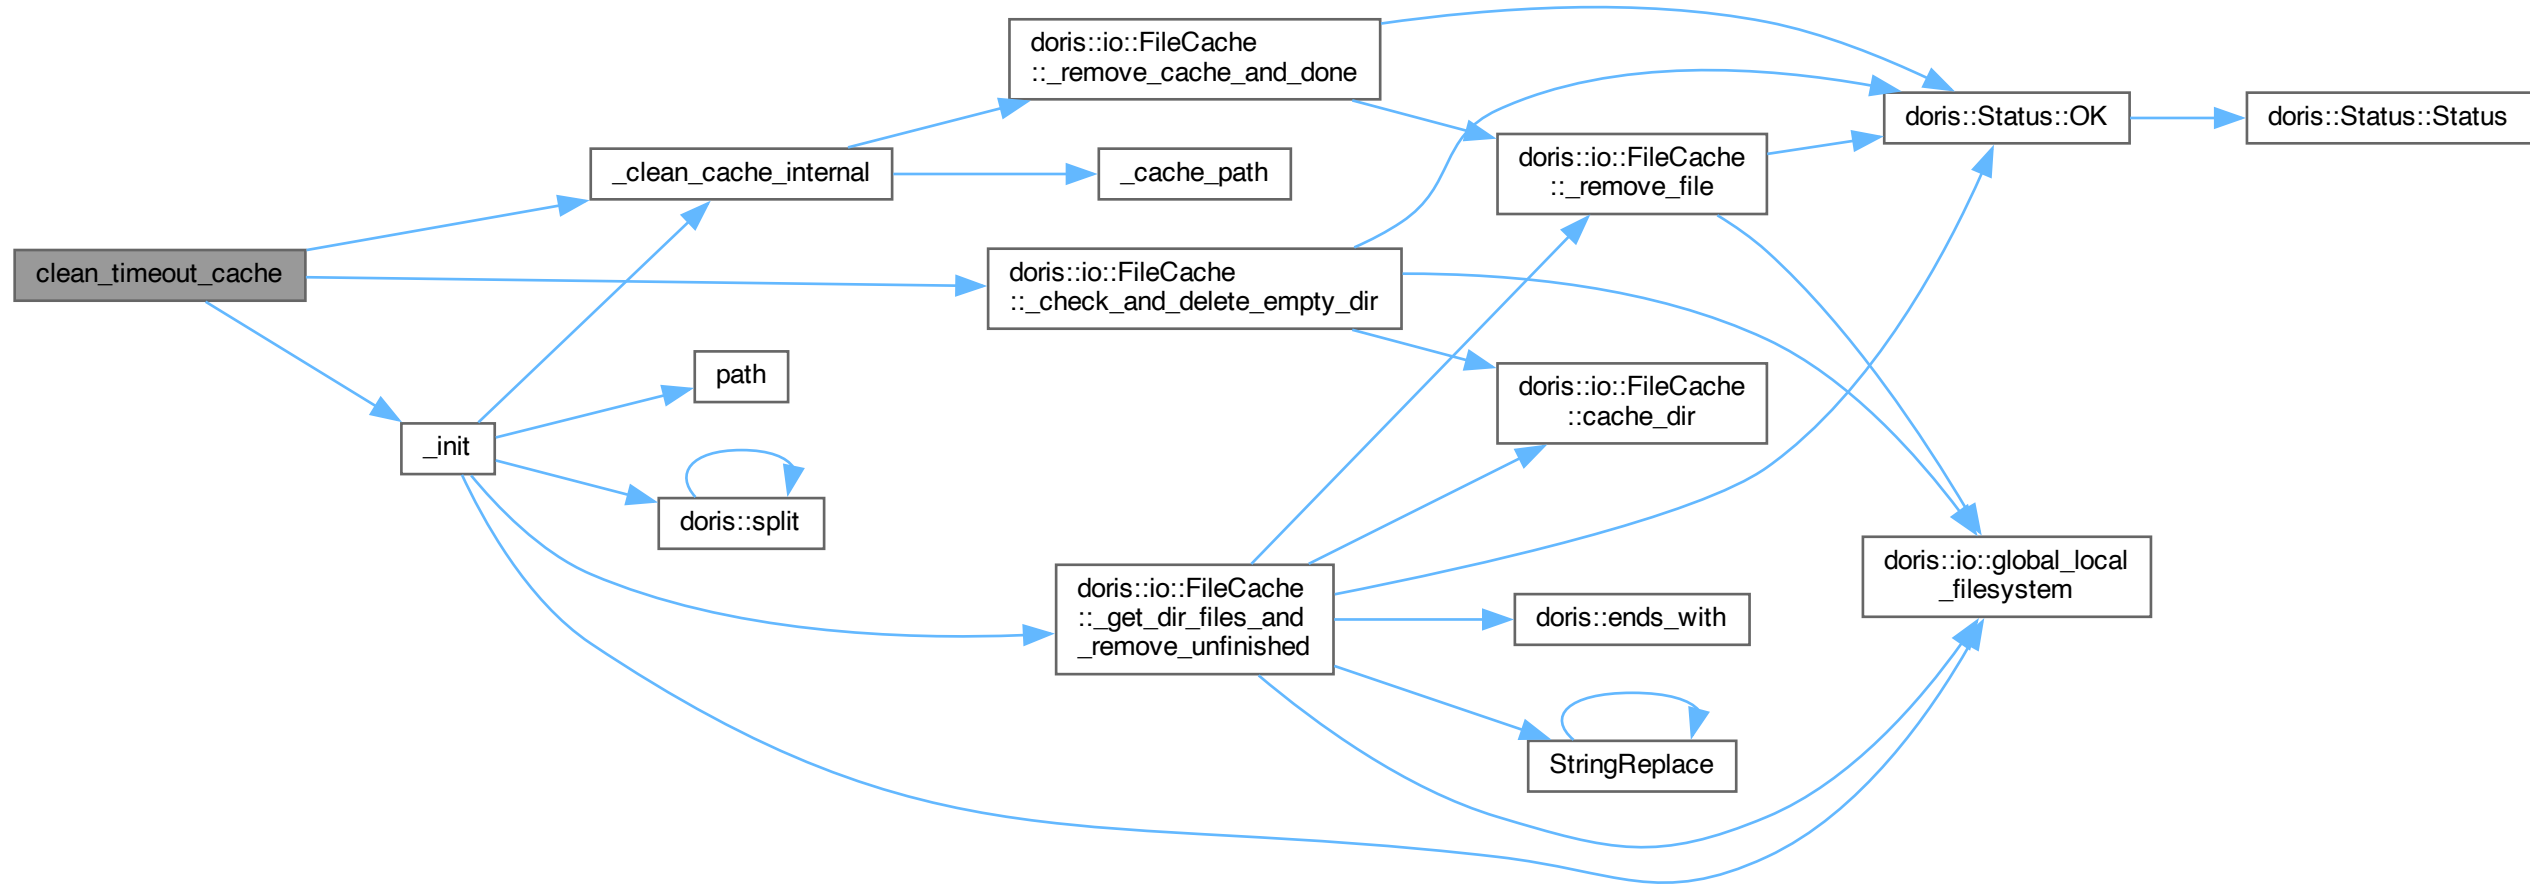 clean_timeout_cache
_clean_cache_internal
_init
doris::io::FileCache
::_remove_cache_and_done
_cache_path
doris::io::FileCache
::_check_and_delete_empty_dir
path
doris::split
doris::io::FileCache
::_get_dir_files_and
_remove_unfinished
doris::io::FileCache
::_remove_file
doris::io::FileCache
::cache_dir
doris::ends_with
StringReplace
doris::Status::OK
doris::io::global_local
_filesystem
doris::Status::Status